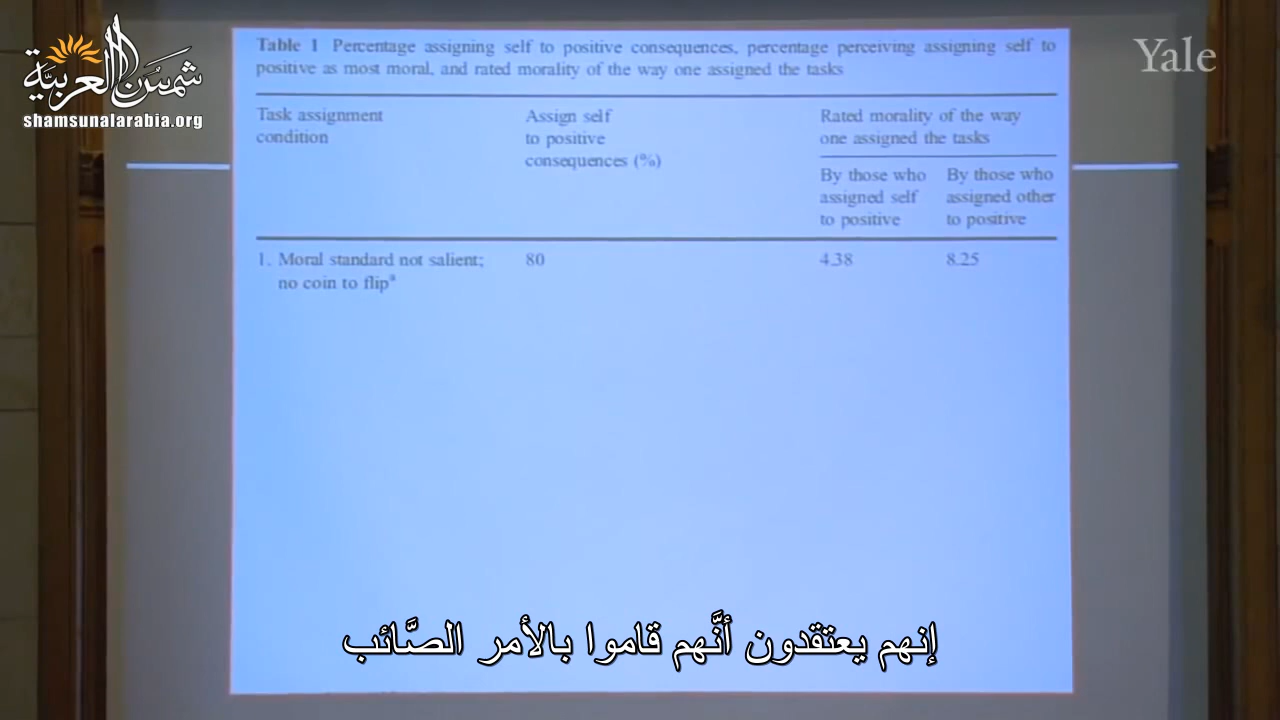 شمس العربية
shamsunalarabia.org
Yale
Table 1 Percentage assigning self to positive consequences, percentage perceiving assigning self to
positive as most moral, and rated morality of the way one assigned the tasks
Task assignment
condition
Assign self
to positive
consequences (%)
Rated morality of the way
one assigned the tasks
By those who
assigned self
to positive
By those who
assigned other
to positive
1. Moral standard not salient;
no coin to flipᵃ
80
4.38
8.25
إنهم يعتقدون أنَّهم قاموا بالأمر الصَّائب